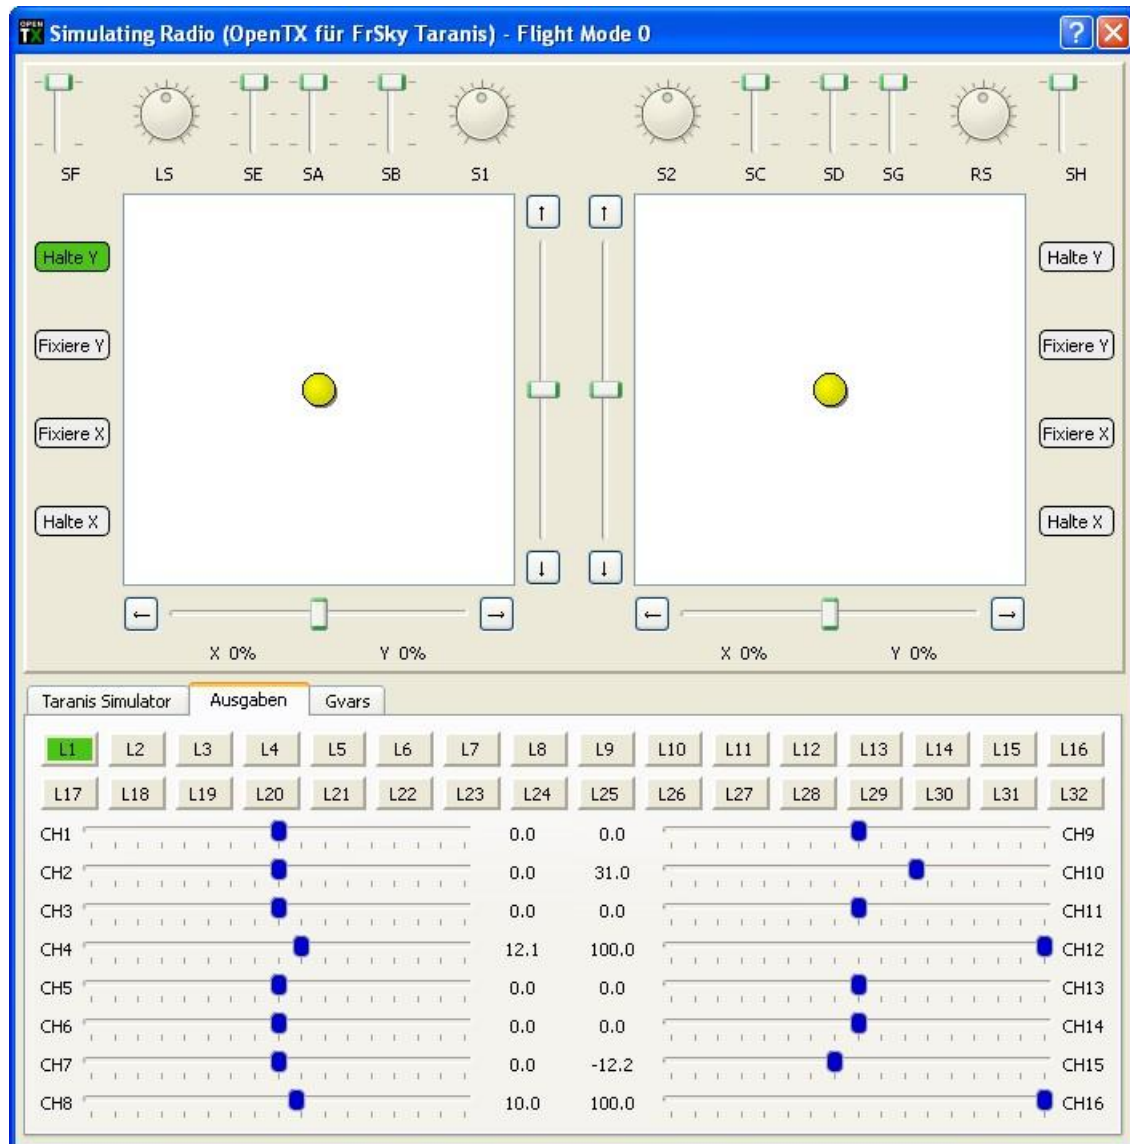 OPEN TX Simulating Radio (OpenTX für FrSky Taranis) - Flight Mode 0 ?
SF LS SE SA SB S1 S2 SC SD SG RS SH
↑ ↑
Halte Y Halte Y
Fixiere Y Fixiere Y
Fixiere X Fixiere X
Halte X Halte X
↓ ↓
← → ← →
X 0% Y 0% X 0% Y 0%
Taranis Simulator Ausgaben Gvars
L1 L2 L3 L4 L5 L6 L7 L8 L9 L10 L11 L12 L13 L14 L15 L16
L17 L18 L19 L20 L21 L22 L23 L24 L25 L26 L27 L28 L29 L30 L31 L32
CH1 0.0 0.0 CH9
CH2 0.0 31.0 CH10
CH3 0.0 0.0 CH11
CH4 12.1 100.0 CH12
CH5 0.0 0.0 CH13
CH6 0.0 0.0 CH14
CH7 0.0 -12.2 CH15
CH8 10.0 100.0 CH16